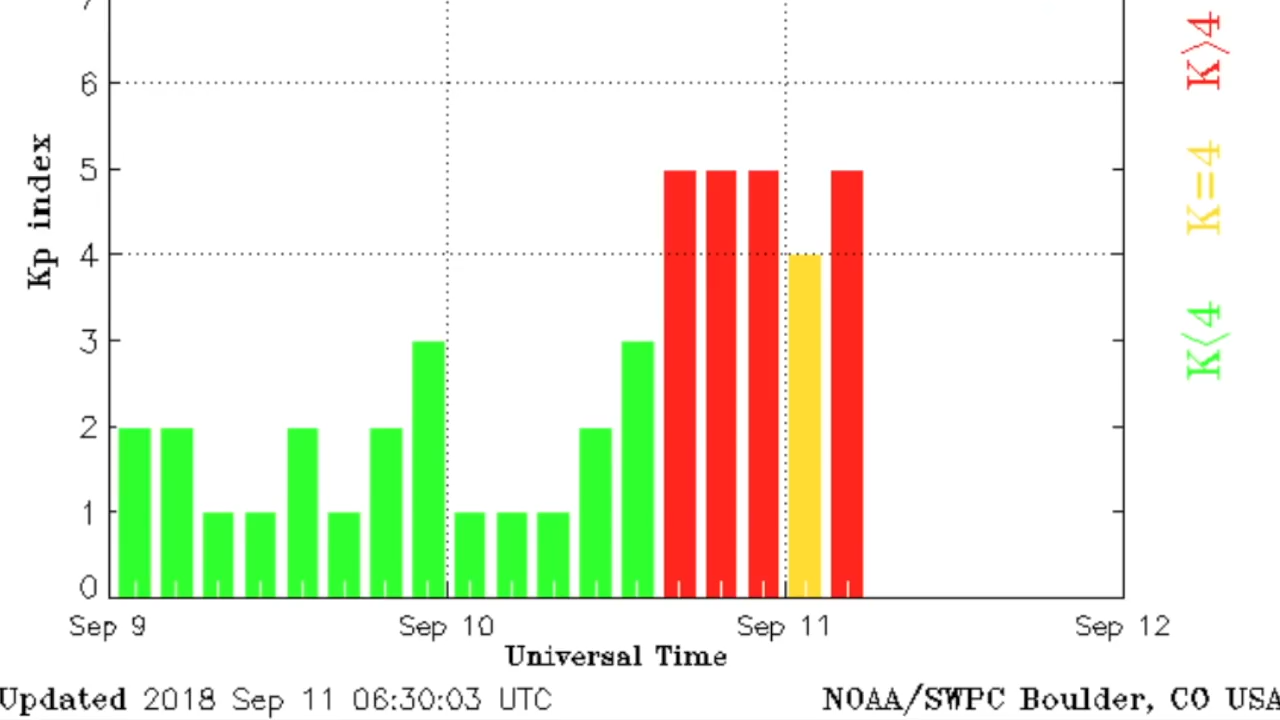 7
6
5
4
3
2
1
0
Kp index
K>4
K=4
K<4
Sep 9
Sep 10
Sep 11
Sep 12
Universal Time
Updated 2018 Sep 11 06:30:03 UTC
NOAA/SWPC Boulder, CO USA